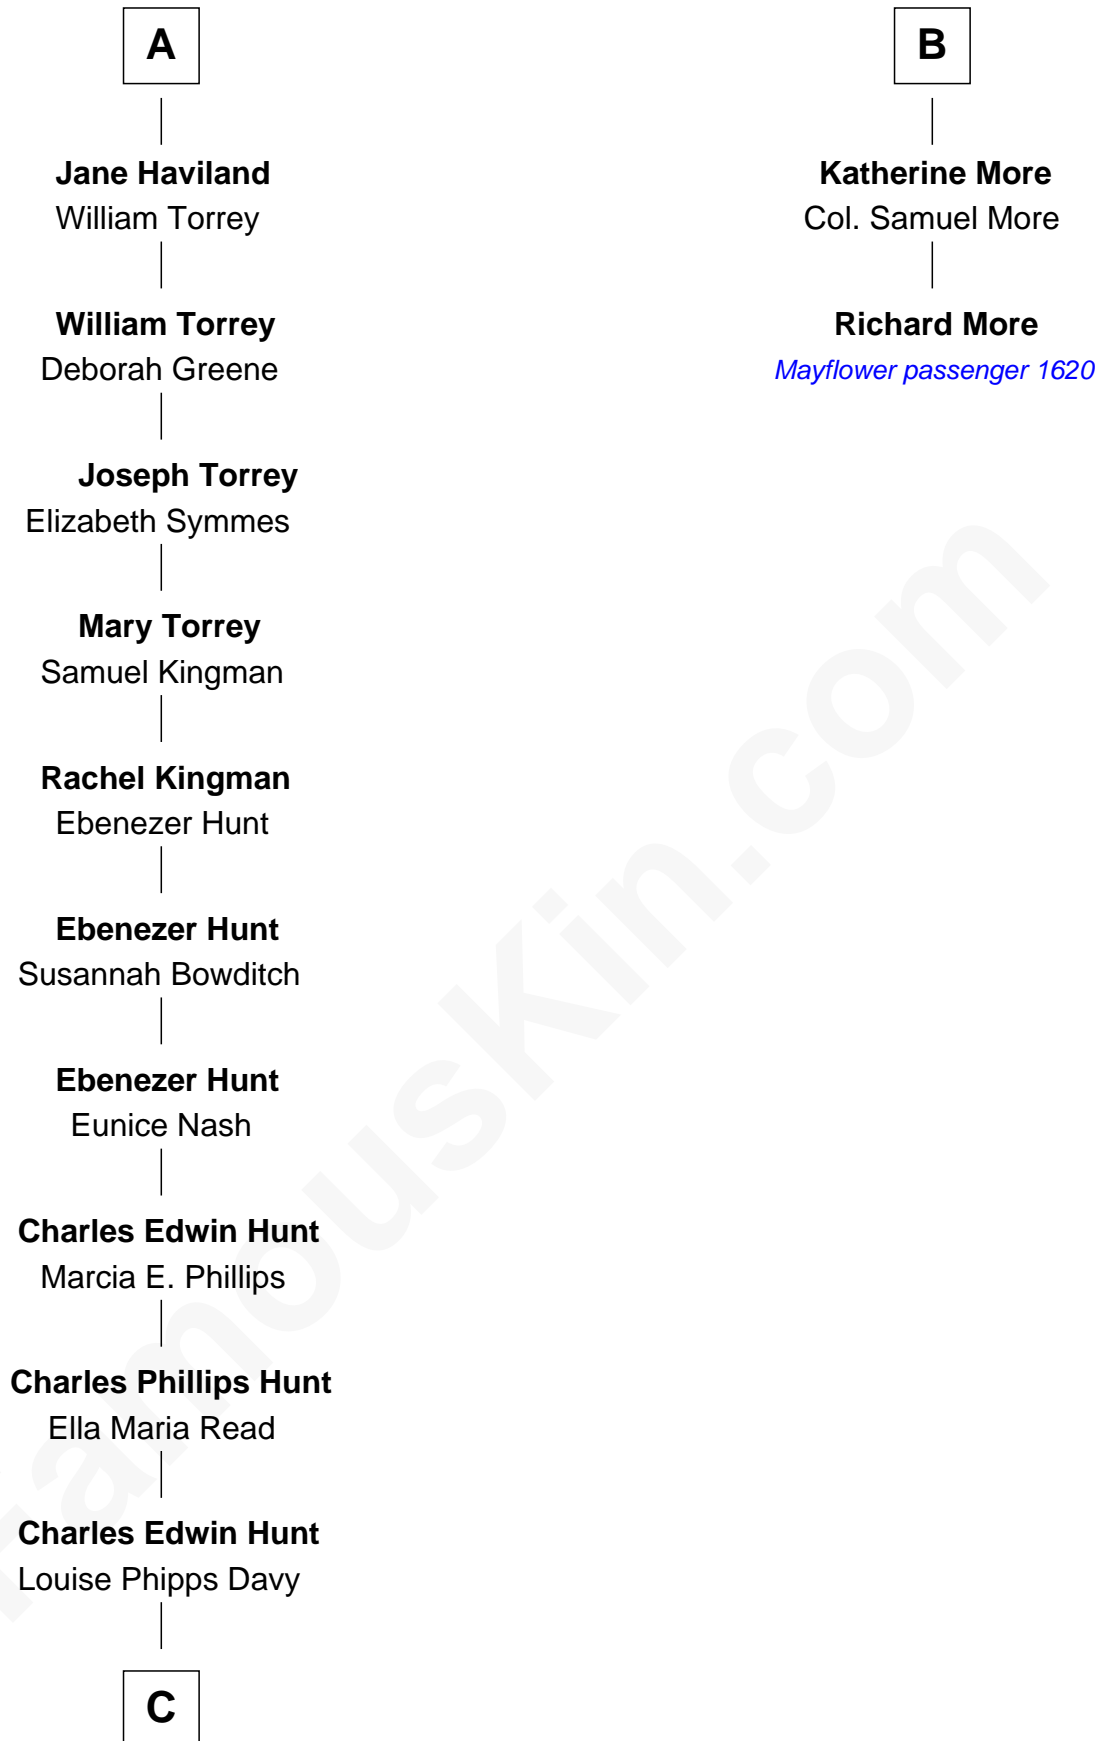 A
Jane Haviland
William Torrey
William Torrey
Deborah Greene
Joseph Torrey
Elizabeth Symmes
Mary Torrey
Samuel Kingman
Rachel Kingman
Ebenezer Hunt
Ebenezer Hunt
Susannah Bowditch
Ebenezer Hunt
Eunice Nash
Charles Edwin Hunt
Marcia E. Phillips
Charles Phillips Hunt
Ella Maria Read
Charles Edwin Hunt
Louise Phipps Davy
C
B
Katherine More
Col. Samuel More
Richard More
Mayflower passenger 1620
FamousKin.com